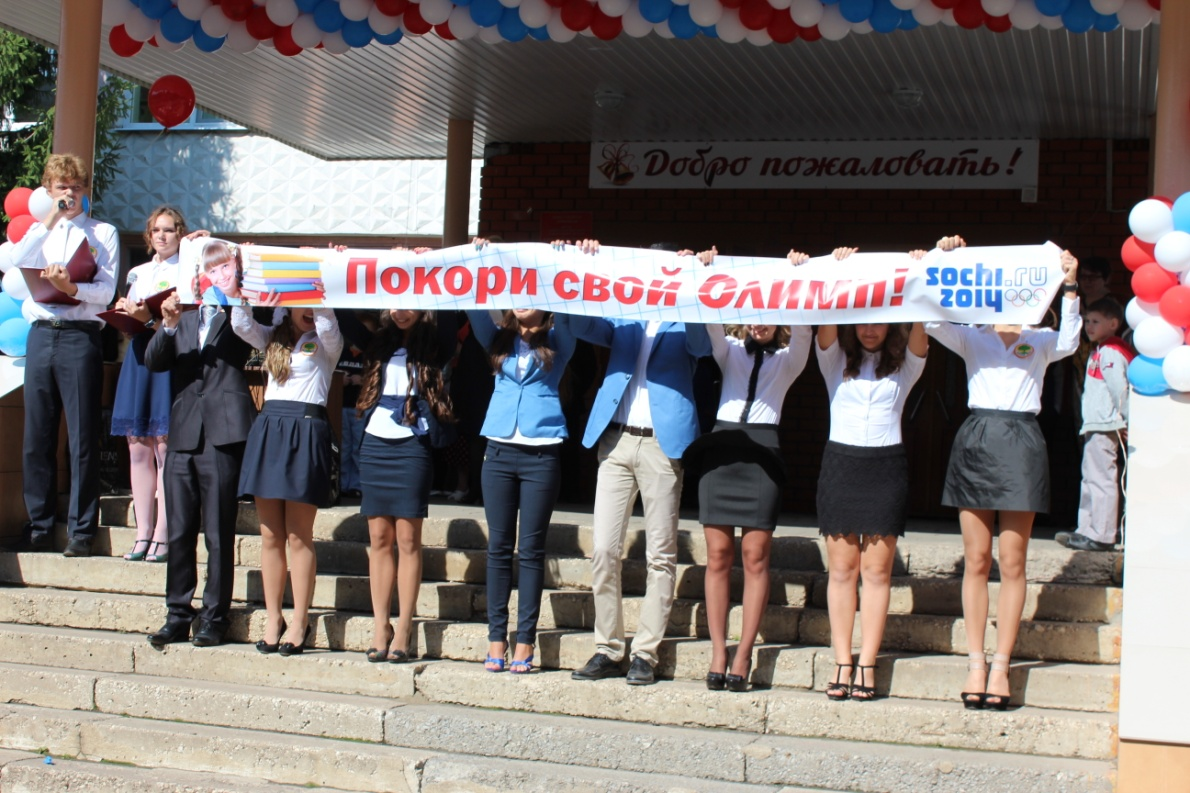 Добро пожаловать!
Покори свой Олимп!
sochi.ru
2014